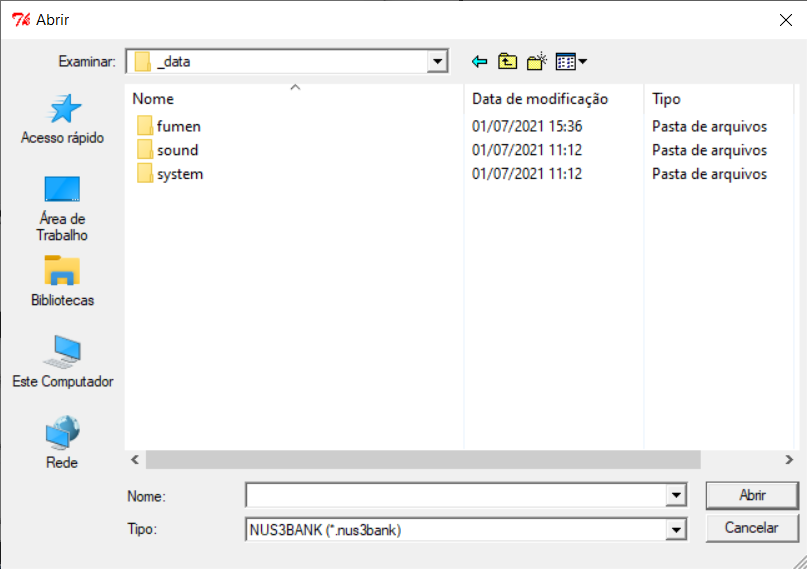 Abrir
Examinar: _data
Nome Data de modificação Tipo
fumen 01/07/2021 15:36 Pasta de arquivos
sound 01/07/2021 11:12 Pasta de arquivos
system 01/07/2021 11:12 Pasta de arquivos
Acesso rápido
Área de
Trabalho
Bibliotecas
Este Computador
Rede
Nome: Abrir
Tipo: NUS3BANK (*.nus3bank) Cancelar